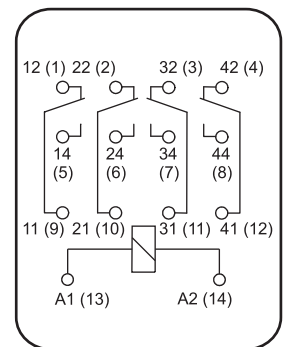 12 (1) 22 (2) 32 (3) 42 (4)
14 24 34 44
(5) (6) (7) (8)
11 (9) 21 (10) 31 (11) 41 (12)
A1 (13) A2 (14)